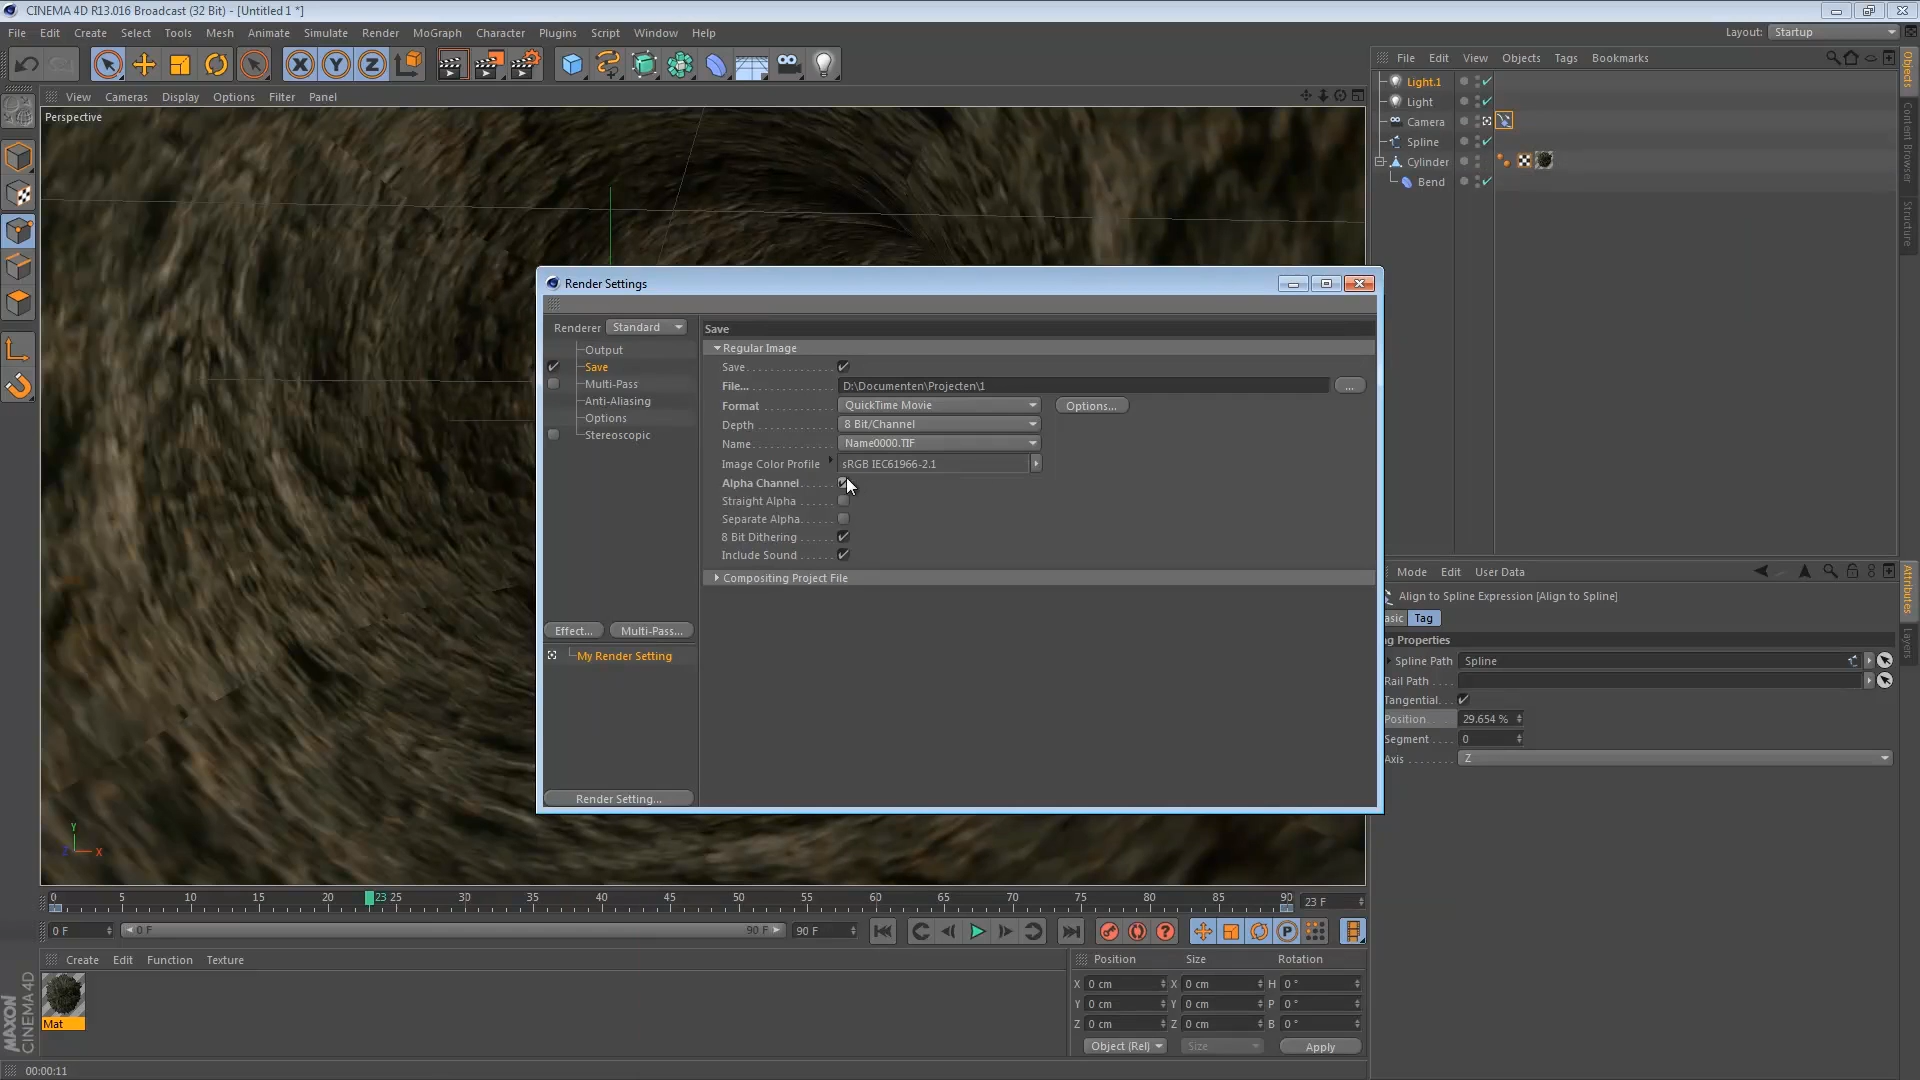 CINEMA 4D R13.016 Broadcast (32 Bit) - [Untitled 1 *]
File Edit Create Select Tools Mesh Animate Simulate Render MoGraph Character Plugins Script Window Help
Layout: Startup
File Edit View Objects Tags Bookmarks
View Cameras Display Options Filter Panel
Perspective
Light.1
Light
Camera
Spline
Cylinder
Bend
Objects
Content Browser
Structure
Render Settings
Renderer Standard
Output
Save
Multi-Pass
Anti-Aliasing
Options
Stereoscopic
Effect... Multi-Pass...
My Render Setting
Render Setting...
Save
Regular Image
Save
File... D:\Documenten\Projecten\1 ...
Format QuickTime Movie Options...
Depth 8 Bit/Channel
Name Name0000.TIF
Image Color Profile sRGB IEC61966-2.1
Alpha Channel
Straight Alpha
Separate Alpha
8 Bit Dithering
Include Sound
Compositing Project File
Mode Edit User Data
Align to Spline Expression [Align to Spline]
asic Tag
g Properties
Spline Path Spline
Rail Path
Tangential
Position 29.654 %
Segment 0
Axis Z
Attributes
Layers
Y
Z X
0 5 10 15 20 23 25 30 35 40 45 50 55 60 65 70 75 80 85 90 23 F
0 F 0 F 90 F 90 F
Create Edit Function Texture
Mat
Position Size Rotation
X 0 cm X 0 cm H 0 °
Y 0 cm Y 0 cm P 0 °
Z 0 cm Z 0 cm B 0 °
Object (Rel) Size Apply
MAXON
CINEMA 4D
00:00:11